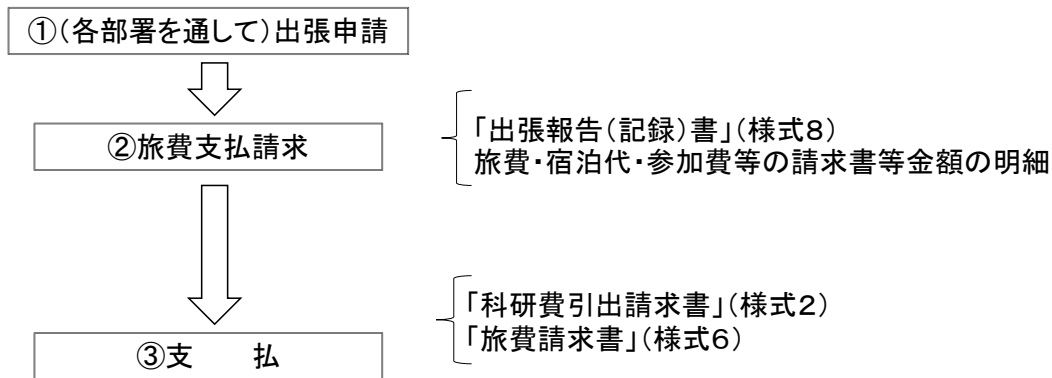 ①(各部署を通して)出張申請
②旅費支払請求
「出張報告(記録)書」(様式8)
旅費・宿泊代・参加費等の請求書等金額の明細
「科研費引出請求書」(様式2)
「旅費請求書」(様式6)
③支　　払